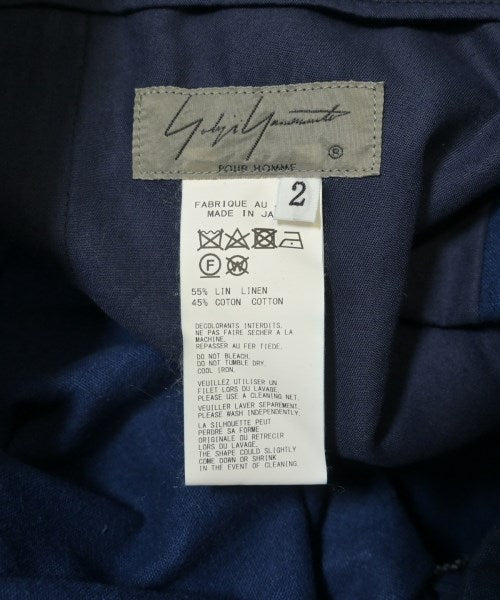 Yohji Yamamoto
®
POUR HOMME
2
FABRIQUE AU
MADE IN JA
F W
55% LIN LINEN
45% COTON COTTON
DECOLORANTS INTERDITS.
NE PAS FAIRE SECHER A LA
MACHINE.
REPASSER AU FER TIEDE.
DO NOT BLEACH.
DO NOT TUMBLE DRY.
COOL IRON.
VEUILLEZ UTILISER UN
FILET LORS DU LAVAGE.
PLEASE USE A CLEANING NET.
VEUILLER LAVER SEPAREMENT.
PLEASE WASH INDEPENDENTLY.
LA SILHOUETTE PEUT
PERDRE SA FORME
ORIGINALE OU RETRECIR
LORS DU LAVAGE.
THE SHAPE COULD SLIGHTLY
COME DOWN OR SHRINK
IN THE EVENT OF CLEANING.